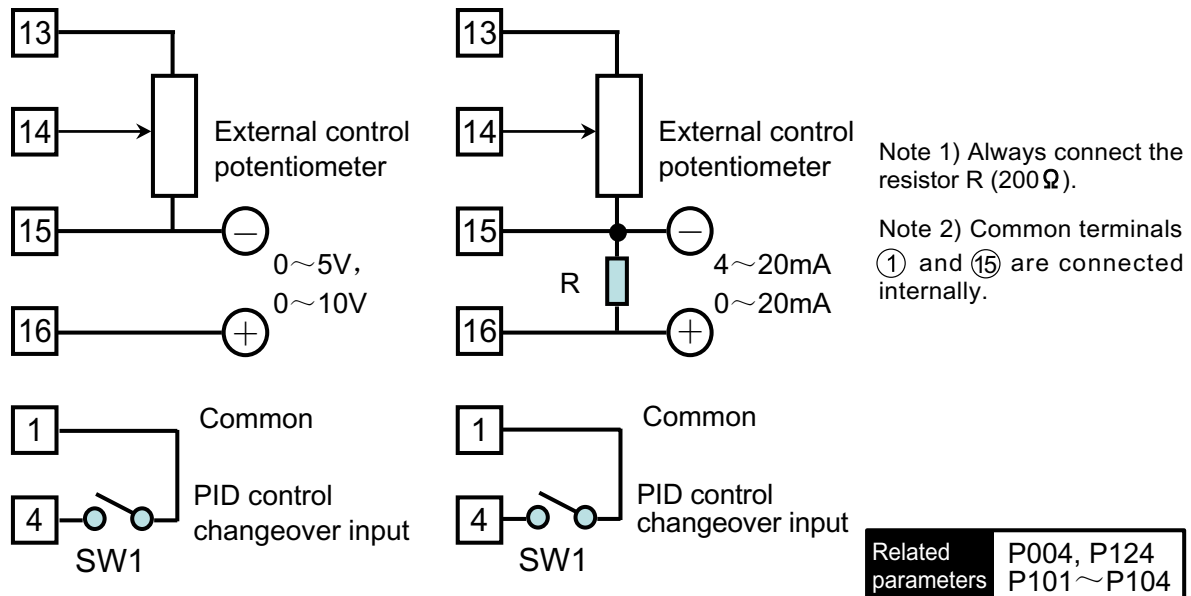 13
14
External control
potentiometer
15
0～5V,
0～10V
16
1
Common
4
PID control
changeover input
SW1
13
14
External control
potentiometer
15
R
4～20mA
0～20mA
16
1
Common
4
PID control
changeover input
SW1
Note 1) Always connect the
resistor R (200Ω).
Note 2) Common terminals
① and ⑮ are connected
internally.
Related
parameters
P004, P124
P101～P104